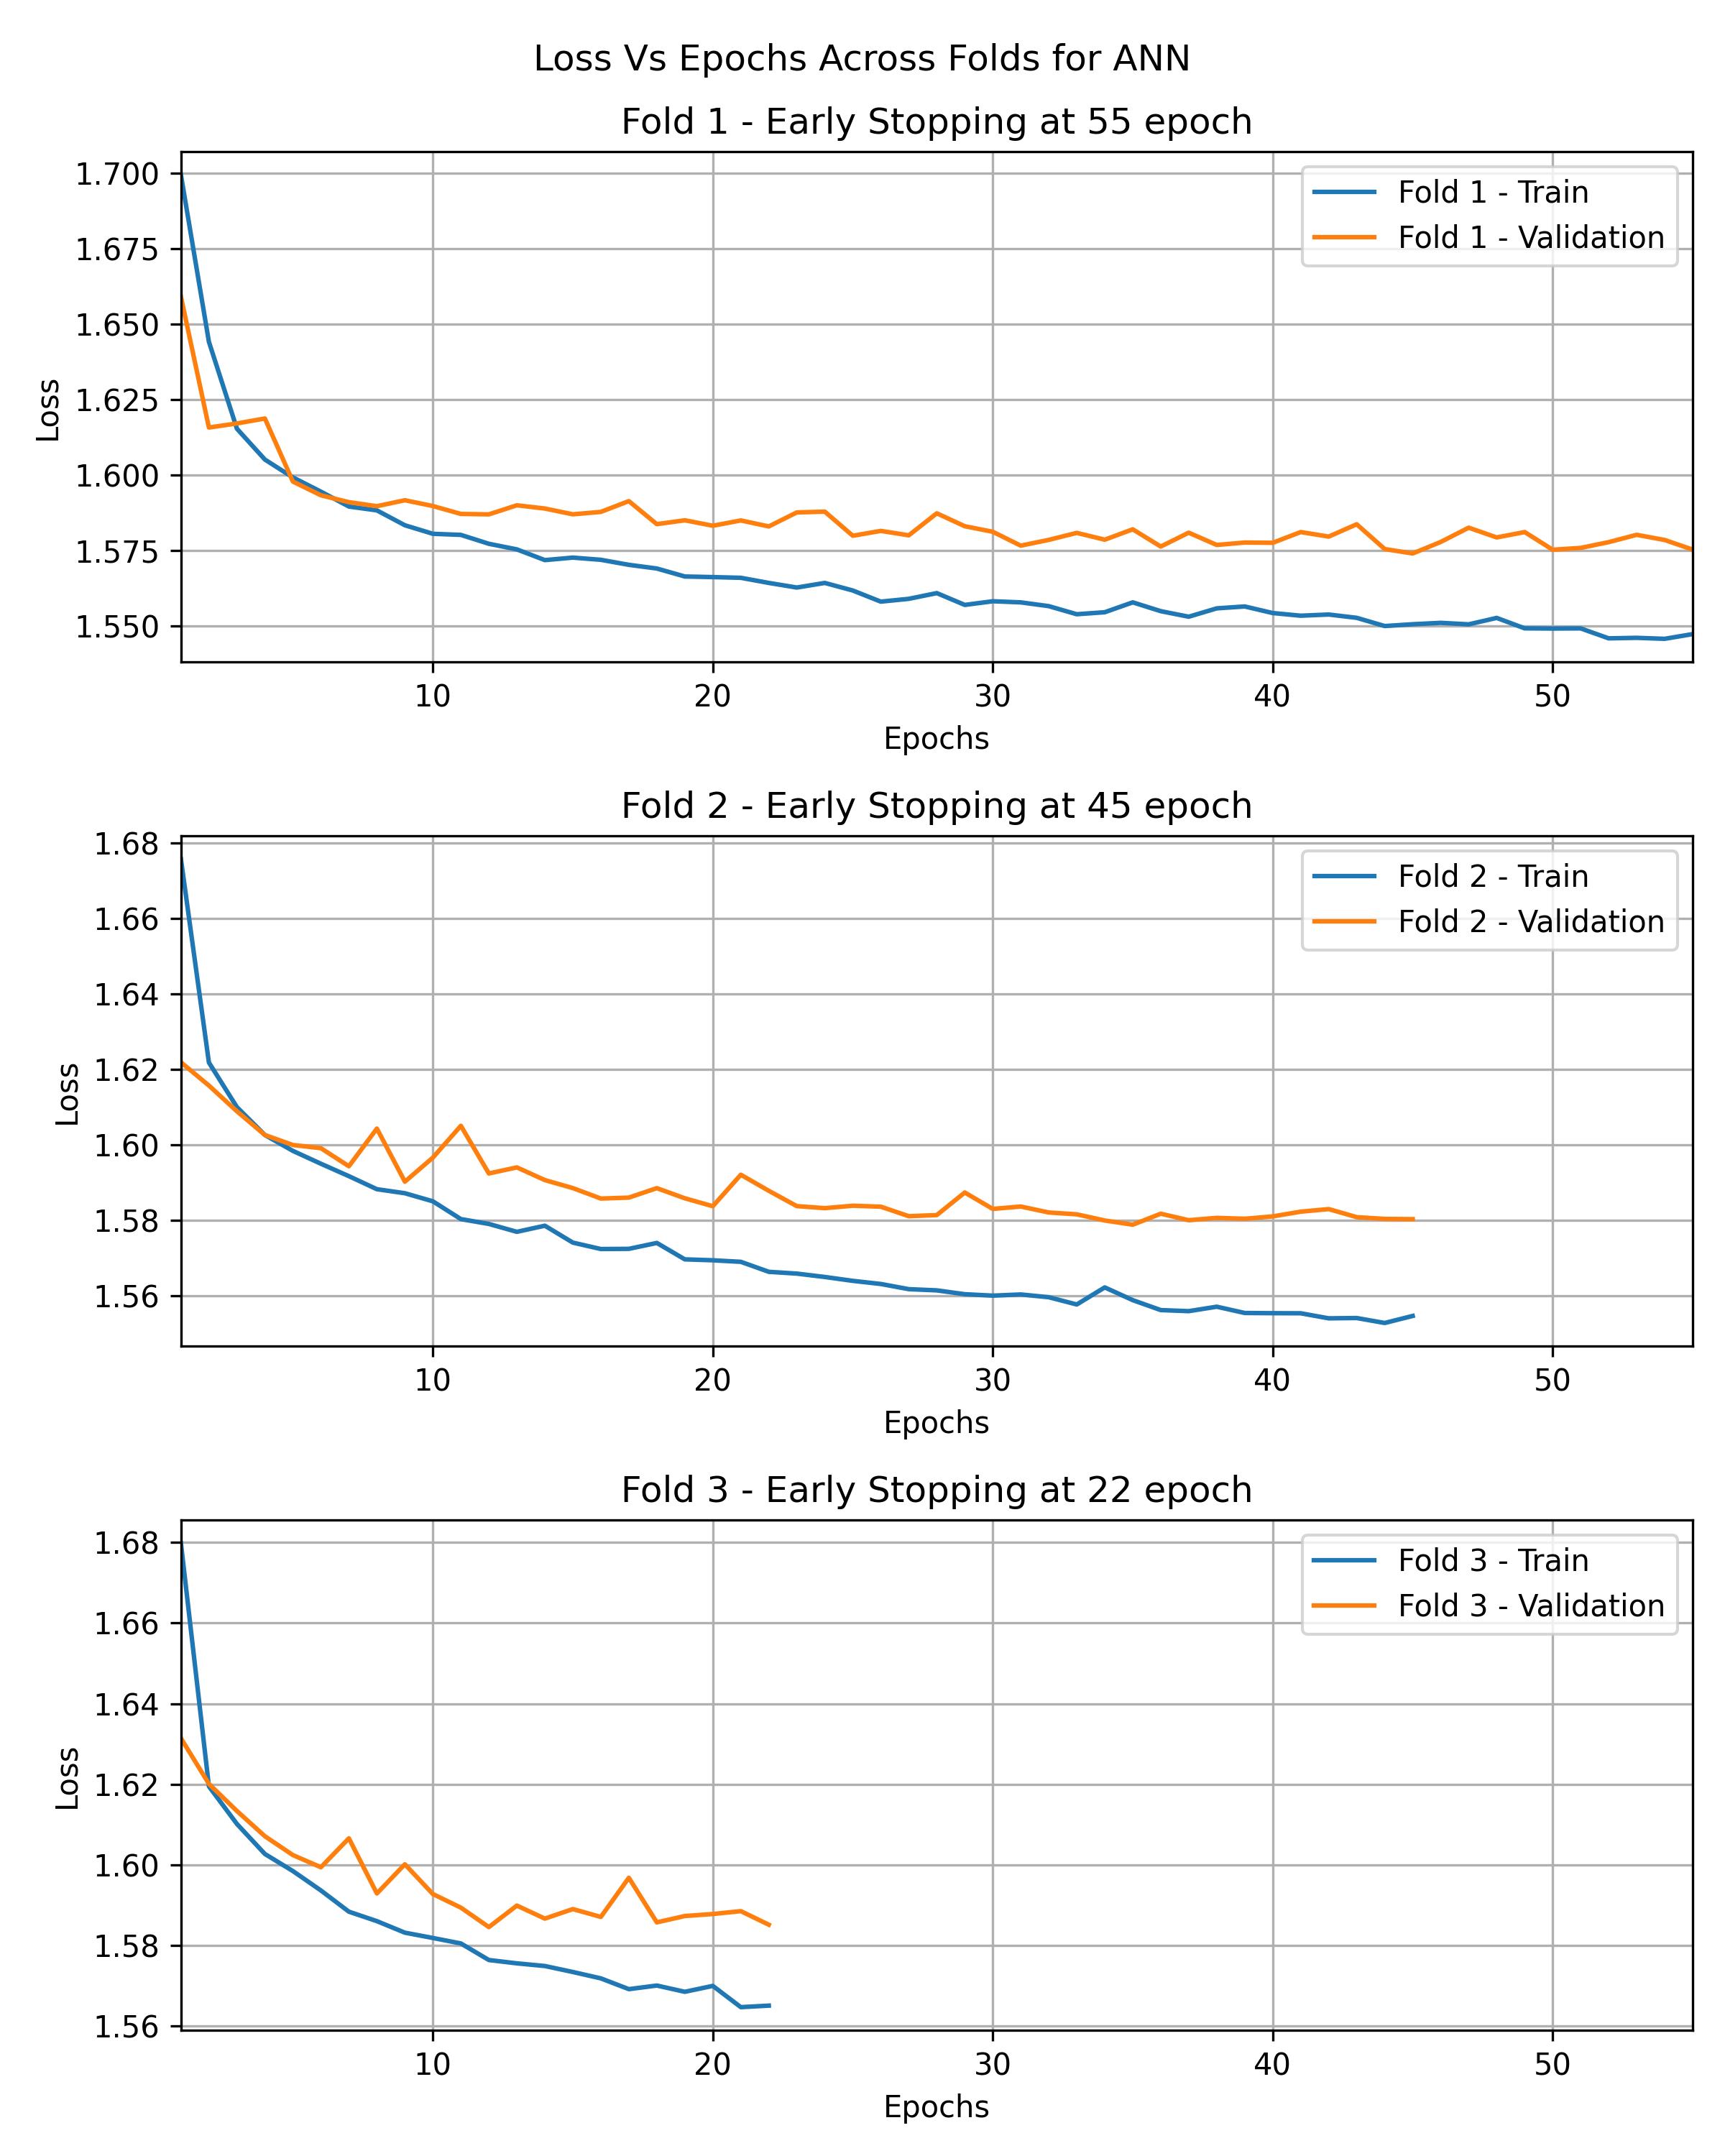 Loss Vs Epochs Across Folds for ANN
Fold 1 - Early Stopping at 55 epoch
1.700
1.675
1.650
1.625
1.600
1.575
1.550
Loss
Fold 1 - Train
Fold 1 - Validation
10 20 30 40 50
Epochs
Fold 2 - Early Stopping at 45 epoch
1.68
1.66
1.64
1.62
1.60
1.58
1.56
Loss
Fold 2 - Train
Fold 2 - Validation
10 20 30 40 50
Epochs
Fold 3 - Early Stopping at 22 epoch
1.68
1.66
1.64
1.62
1.60
1.58
1.56
Loss
Fold 3 - Train
Fold 3 - Validation
10 20 30 40 50
Epochs